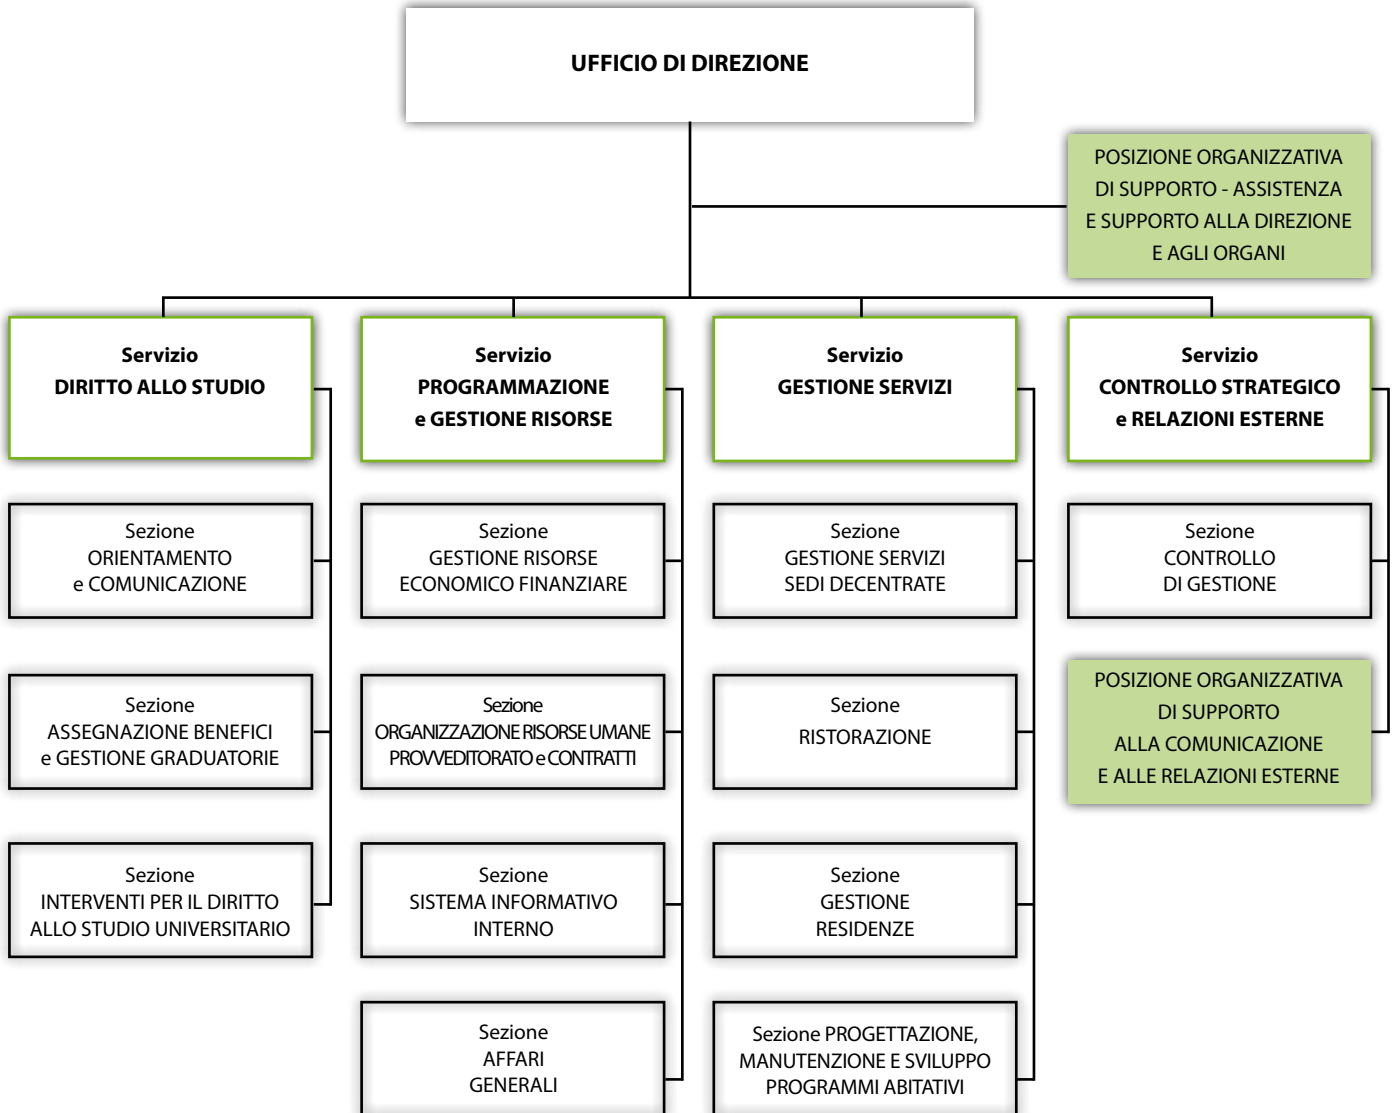 UFFICIO DI DIREZIONE
POSIZIONE ORGANIZZATIVA
DI SUPPORTO - ASSISTENZA
E SUPPORTO ALLA DIREZIONE
E AGLI ORGANI
Servizio
DIRITTO ALLO STUDIO
Servizio
PROGRAMMAZIONE
e GESTIONE RISORSE
Servizio
GESTIONE SERVIZI
Servizio
CONTROLLO STRATEGICO
e RELAZIONI ESTERNE
Sezione
ORIENTAMENTO
e COMUNICAZIONE
Sezione
GESTIONE RISORSE
ECONOMICO FINANZIARE
Sezione
GESTIONE SERVIZI
SEDI DECENTRATE
Sezione
CONTROLLO
DI GESTIONE
Sezione
ASSEGNAZIONE BENEFICI
e GESTIONE GRADUATORIE
Sezione
ORGANIZZAZIONE RISORSE UMANE
PROVVEDITORATO e CONTRATTI
Sezione
RISTORAZIONE
POSIZIONE ORGANIZZATIVA
DI SUPPORTO
ALLA COMUNICAZIONE
E ALLE RELAZIONI ESTERNE
Sezione
INTERVENTI PER IL DIRITTO
ALLO STUDIO UNIVERSITARIO
Sezione
SISTEMA INFORMATIVO
INTERNO
Sezione
GESTIONE
RESIDENZE
Sezione
AFFARI
GENERALI
Sezione PROGETTAZIONE,
MANUTENZIONE E SVILUPPO
PROGRAMMI ABITATIVI